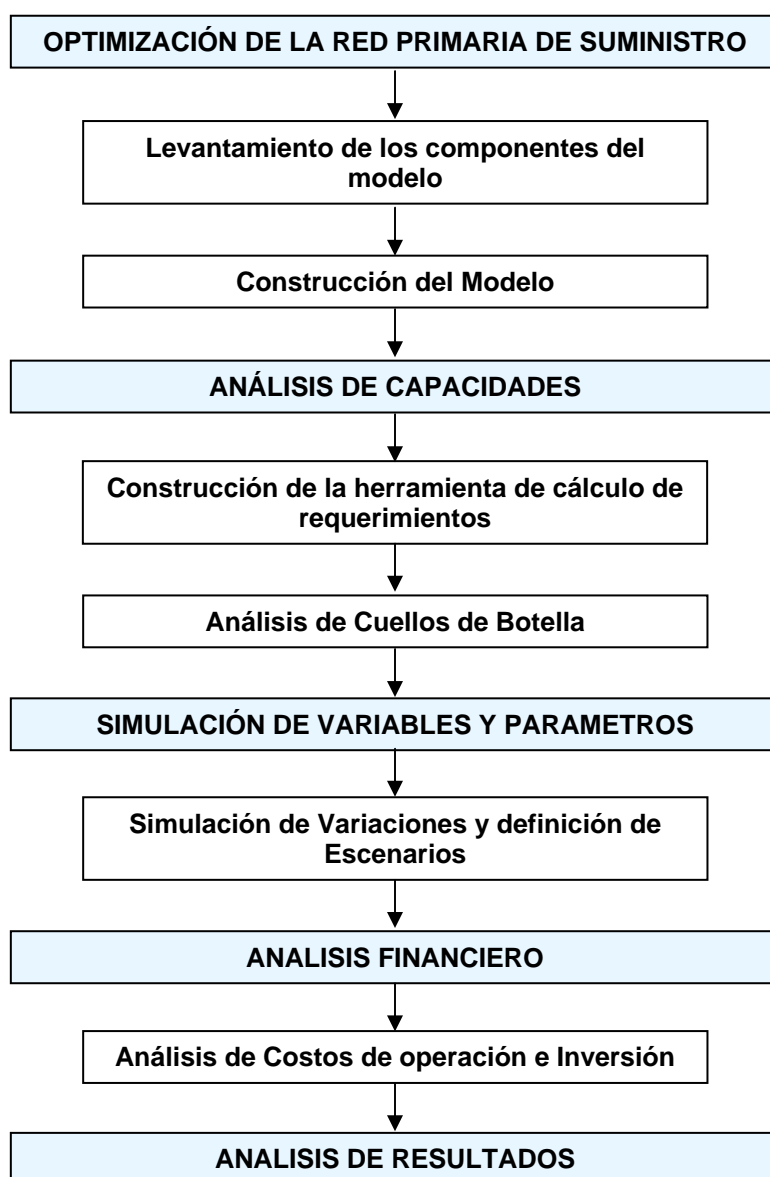 OPTIMIZACIÓN DE LA RED PRIMARIA DE SUMINISTRO
Levantamiento de los componentes del
modelo
Construcción del Modelo
ANÁLISIS DE CAPACIDADES
Construcción de la herramienta de cálculo de
requerimientos
Análisis de Cuellos de Botella
SIMULACIÓN DE VARIABLES Y PARAMETROS
Simulación de Variaciones y definición de
Escenarios
ANALISIS FINANCIERO
Análisis de Costos de operación e Inversión
ANALISIS DE RESULTADOS